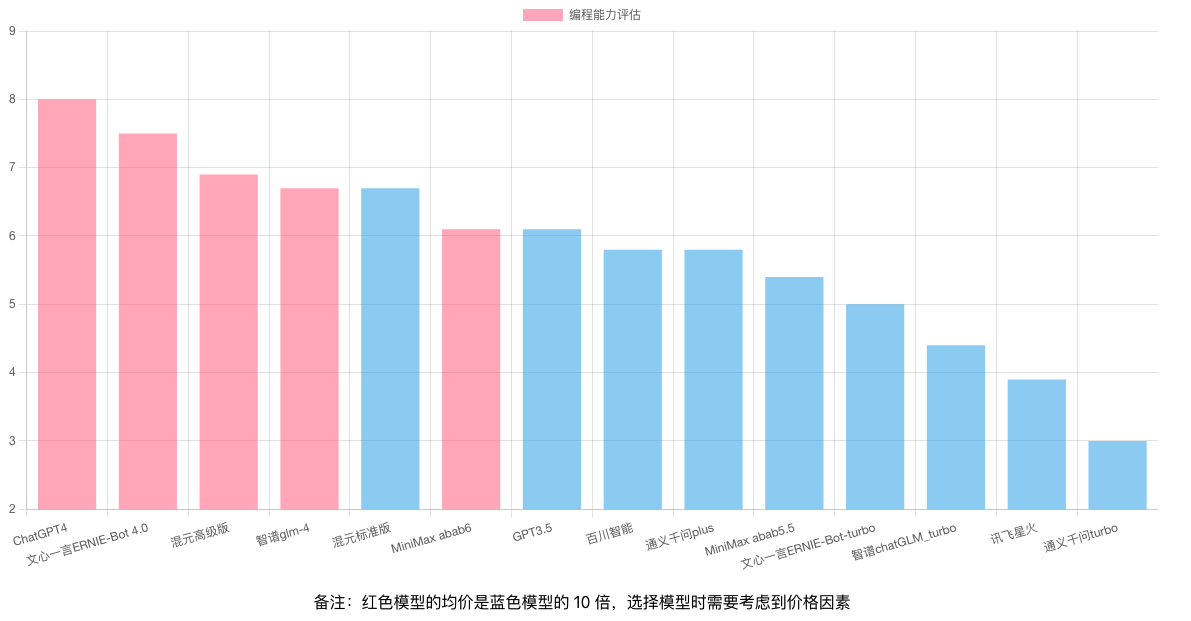 编程能力评估
9
8
7
6
5
4
3
2
ChatGPT4
文心一言ERNIE-Bot 4.0
混元高级版
智谱glm-4
混元标准版
MiniMax abab6
GPT3.5
百川智能
通义千问plus
MiniMax abab5.5
文心一言ERNIE-Bot-turbo
智谱chatGLM_turbo
讯飞星火
通义千问turbo
备注：红色模型的均价是蓝色模型的 10 倍，选择模型时需要考虑到价格因素